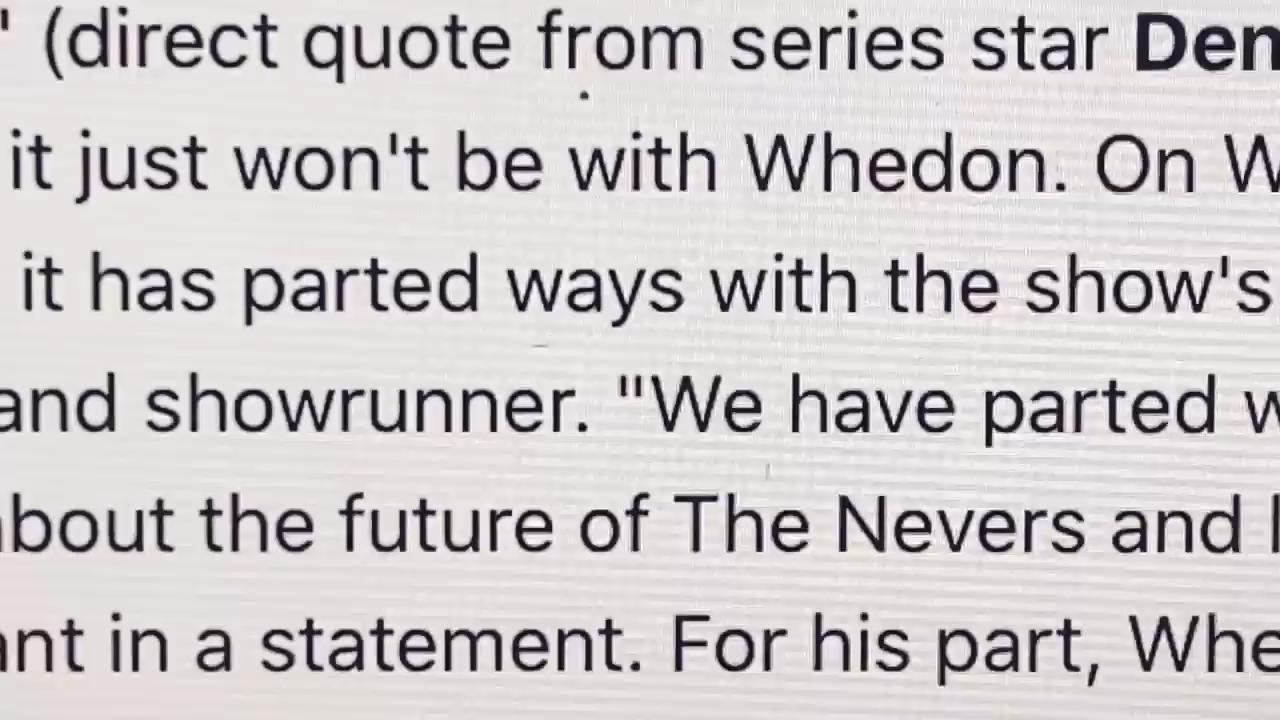 " (direct quote from series star Den
it just won't be with Whedon. On W
it has parted ways with the show's
and showrunner. "We have parted w
about the future of The Nevers and
ant in a statement. For his part, Whe